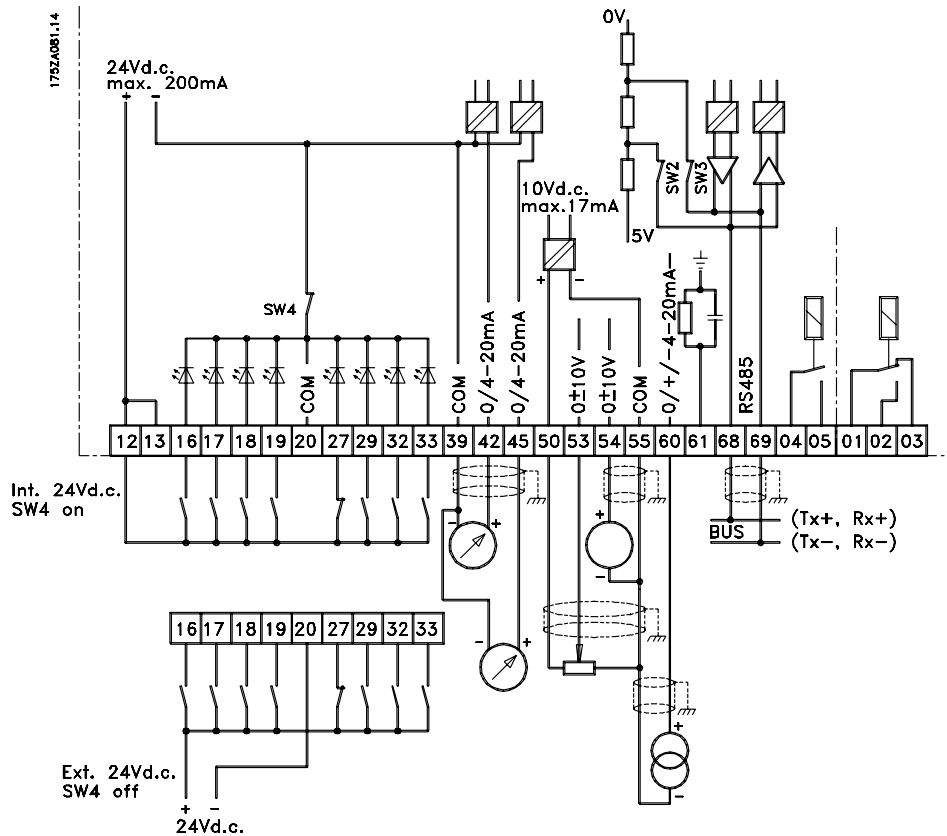 175ZA081.14
24Vd.c.
max. 200mA
+ -
0V
SW2
SW3
5V
10Vd.c.
max.17mA
+ -
SW4
COM
COM
0/4-20mA
0/4-20mA
0±10V
0±10V
COM
0/+/-4-20mA-
RS485
12 13 16 17 18 19 20 27 29 32 33 39 42 45 50 53 54 55 60 61 68 69 04 05 01 02 03
Int. 24Vd.c.
SW4 on
- +
+
-
BUS
(Tx+, Rx+)
(Tx-, Rx-)
16 17 18 19 20 27 29 32 33
- +
+
-
Ext. 24Vd.c.
SW4 off
+ -
24Vd.c.